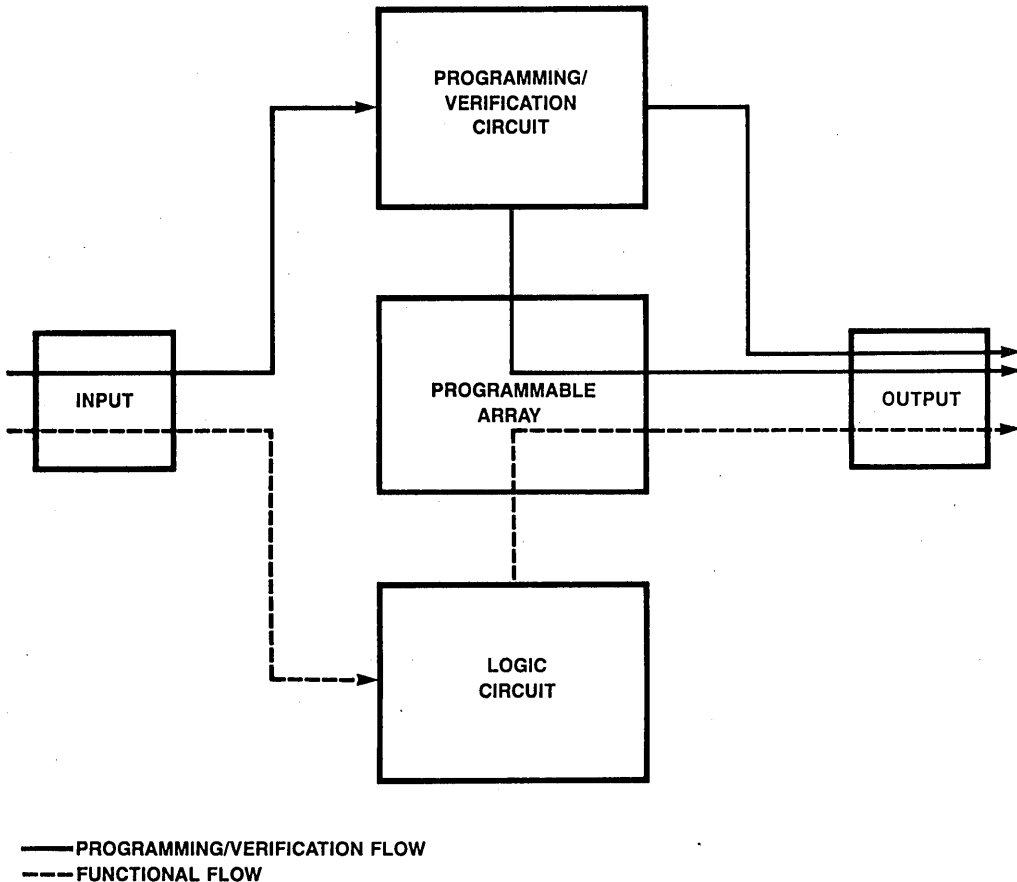 PROGRAMMING/
VERIFICATION
CIRCUIT
INPUT
PROGRAMMABLE
ARRAY
OUTPUT
LOGIC
CIRCUIT
PROGRAMMING/VERIFICATION FLOW
FUNCTIONAL FLOW